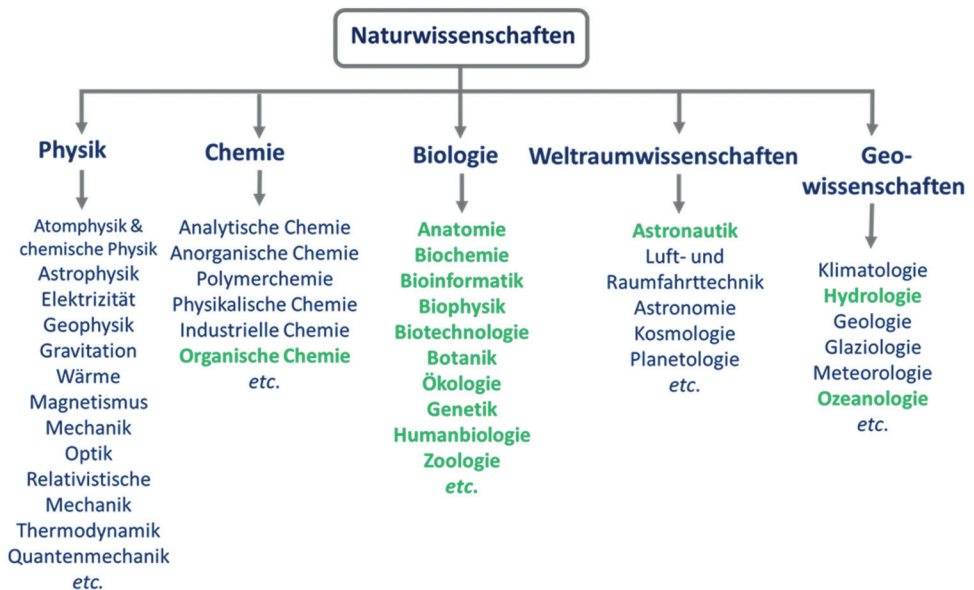 Naturwissenschaften
Physik
Atomphysik &
chemische Physik
Astrophysik
Elektrizität
Geophysik
Gravitation
Wärme
Magnetismus
Mechanik
Optik
Relativistische
Mechanik
Thermodynamik
Quantenmechanik
etc.
Chemie
Analytische Chemie
Anorganische Chemie
Polymerchemie
Physikalische Chemie
Industrielle Chemie
Organische Chemie
etc.
Biologie
Anatomie
Biochemie
Bioinformatik
Biophysik
Biotechnologie
Botanik
Ökologie
Genetik
Humanbiologie
Zoologie
etc.
Weltraumwissenschaften
Astronautik
Luft- und
Raumfahrttechnik
Astronomie
Kosmologie
Planetologie
etc.
Geo-
wissenschaften
Klimatologie
Hydrologie
Geologie
Glaziologie
Meteorologie
Ozeanologie
etc.